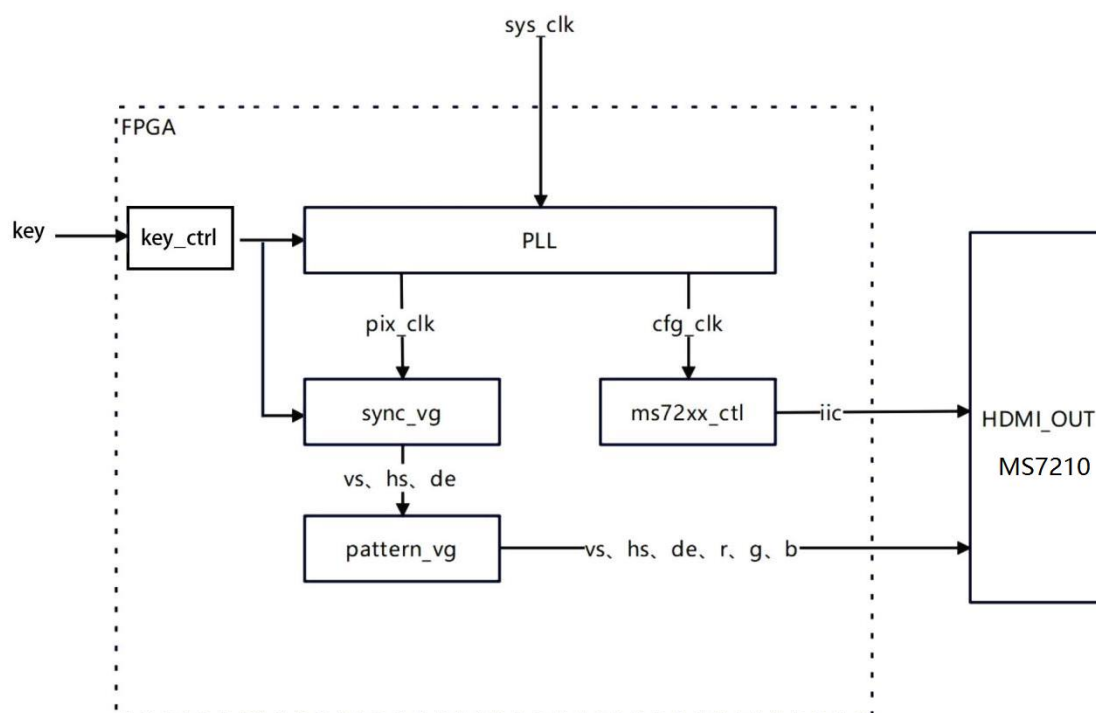 sys_clk
FPGA
key
key_ctrl
PLL
pix_clk
cfg_clk
sync_vg
ms72xx_ctl
iic
HDMI_OUT
MS7210
vs、hs、de
pattern_vg
vs、hs、de、r、g、b